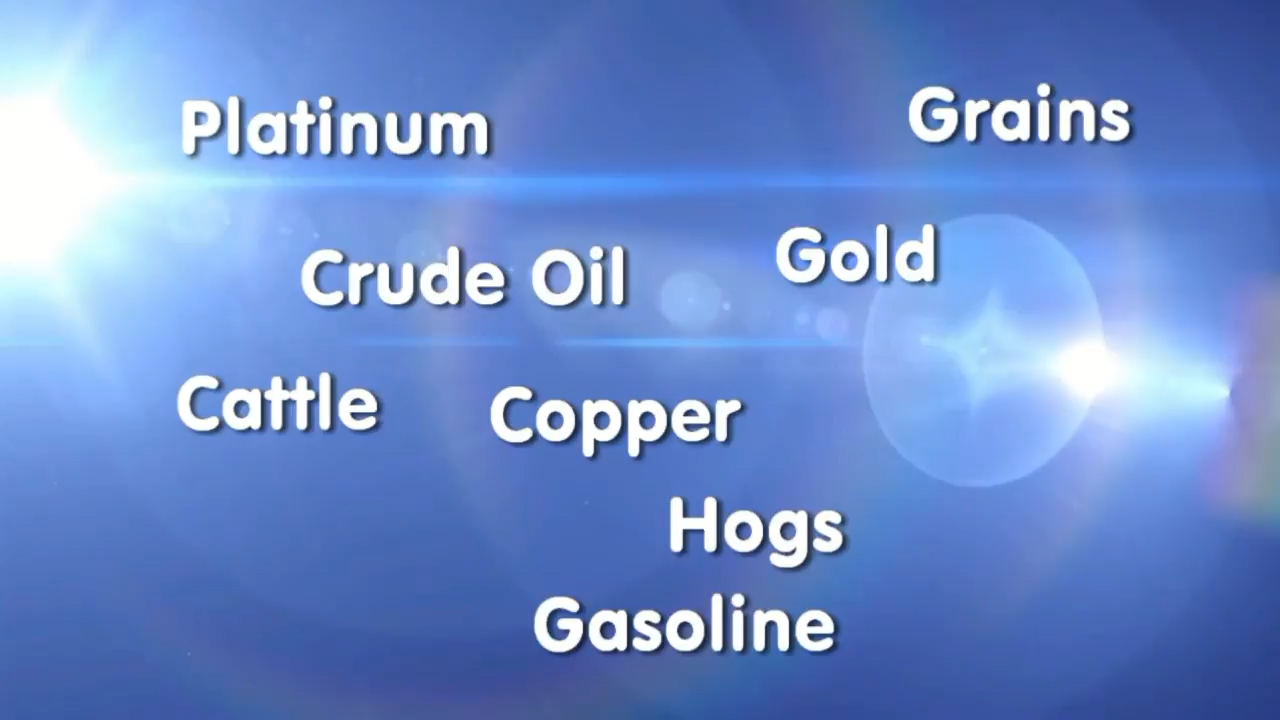 Platinum
Grains
Crude Oil
Gold
Cattle
Copper
Hogs
Gasoline